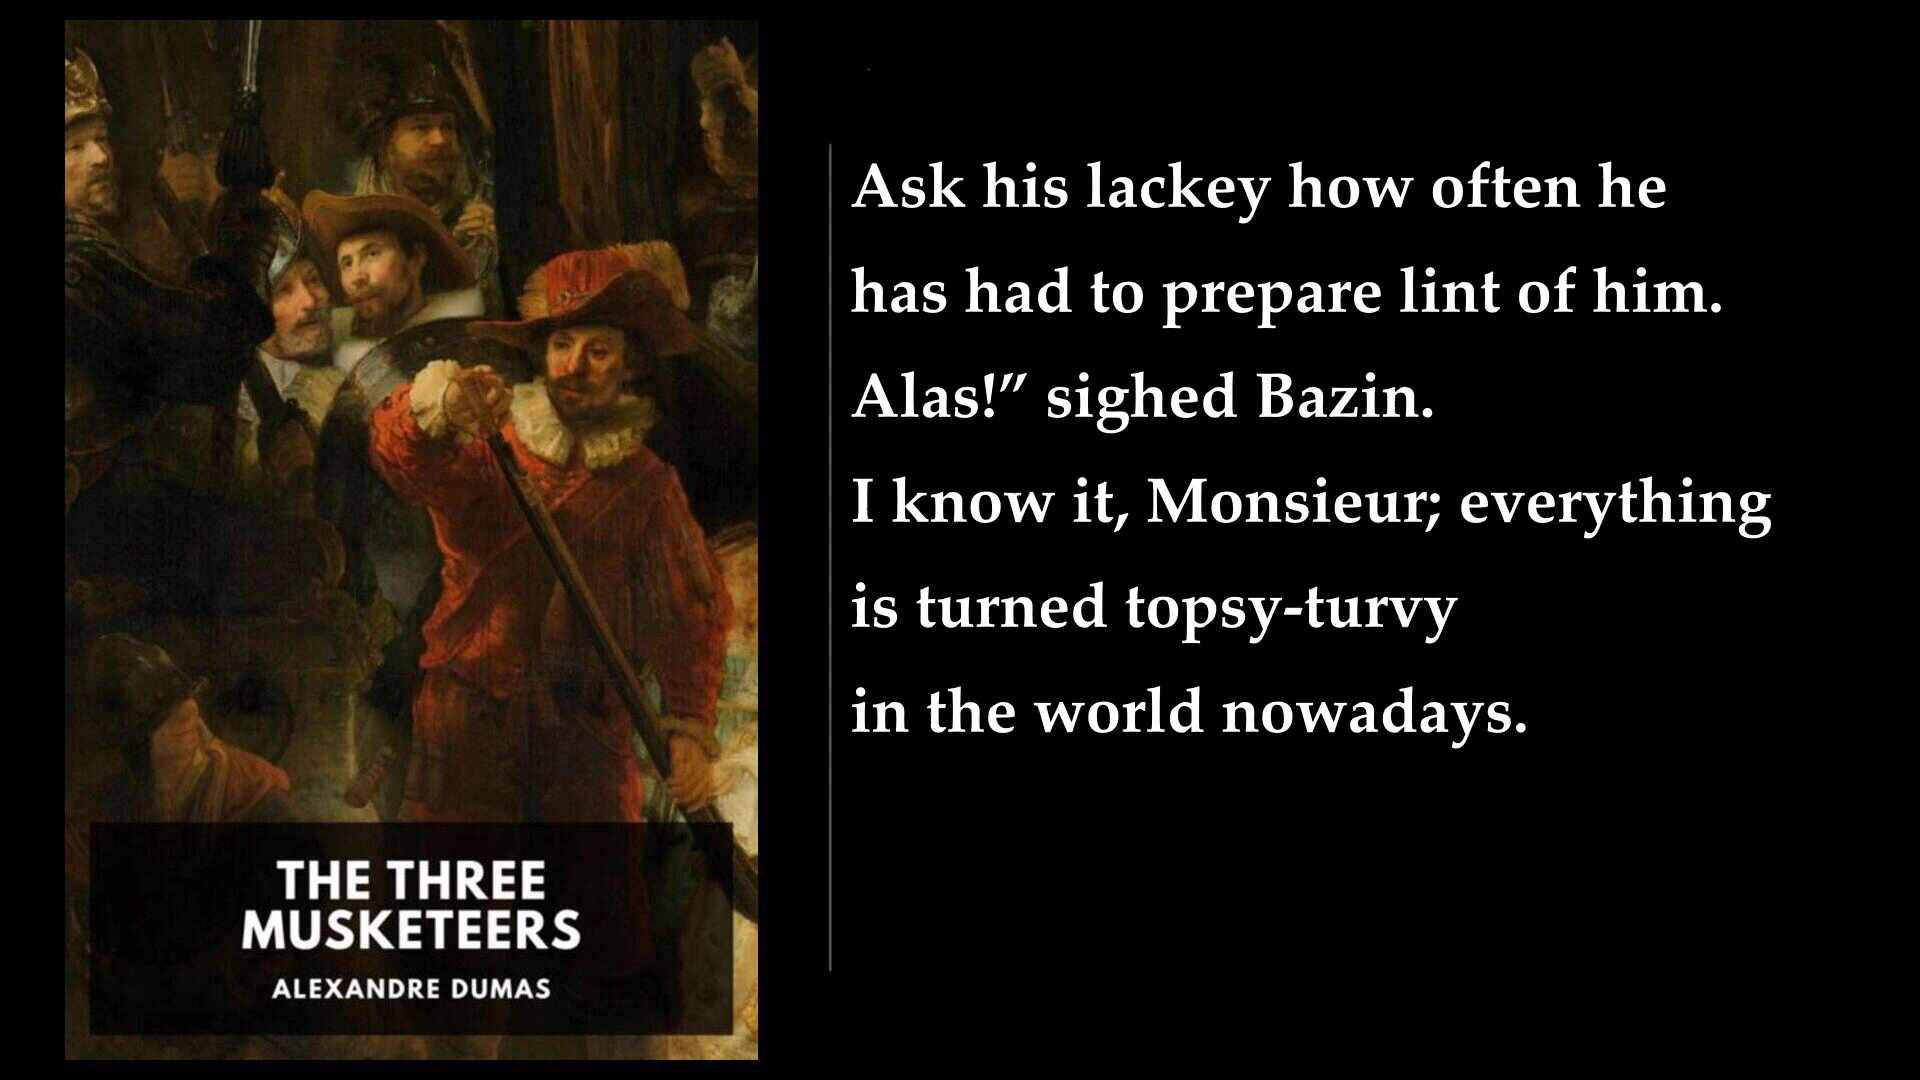 THE THREE
MUSKETEERS
ALEXANDRE DUMAS
Ask his lackey how often he
has had to prepare lint of him.
Alas!” sighed Bazin.
I know it, Monsieur; everything
is turned topsy-turvy
in the world nowadays.